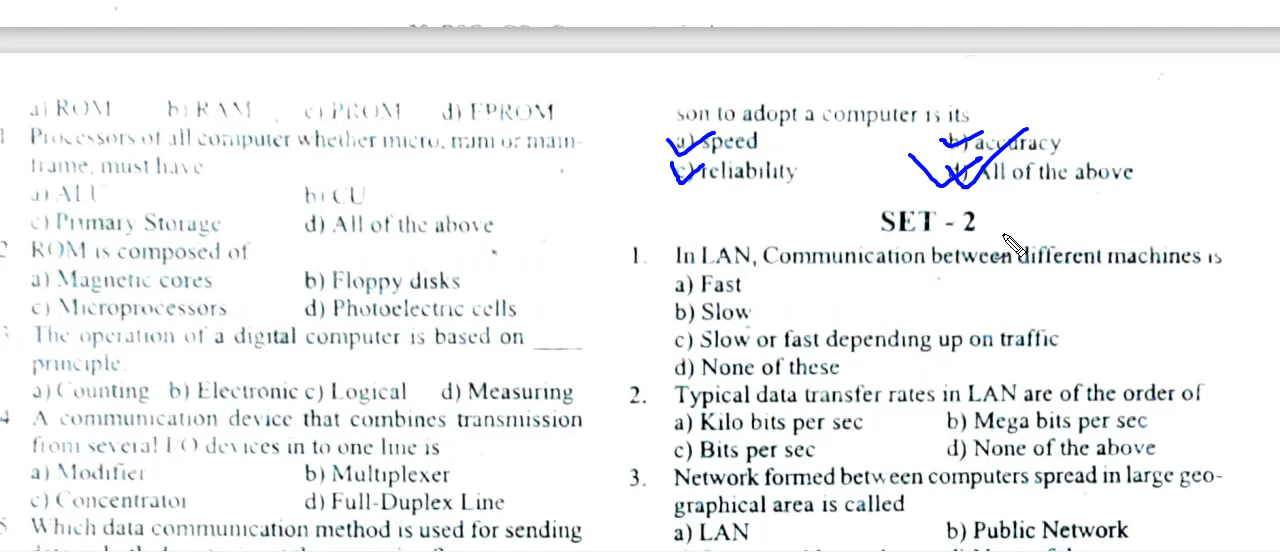 a) ROM b) RAM c) PROM d) EPROM
1 Processors of all computer whether micro, mini or main-
frame, must have
a) ALU b) CU
c) Primary Storage d) All of the above
2 ROM is composed of
a) Magnetic cores b) Floppy disks
c) Microprocessors d) Photoelectric cells
3 The operation of a digital computer is based on ____
principle.
a) Counting b) Electronic c) Logical d) Measuring
4 A communication device that combines transmission
from several I/O devices in to one line is
a) Modifier b) Multiplexer
c) Concentrator d) Full-Duplex Line
5 Which data communication method is used for sending
son to adopt a computer is its
a) speed b) accuracy
c) reliability d) All of the above
SET - 2
1. In LAN, Communication between different machines is
a) Fast
b) Slow
c) Slow or fast depending up on traffic
d) None of these
2. Typical data transfer rates in LAN are of the order of
a) Kilo bits per sec b) Mega bits per sec
c) Bits per sec d) None of the above
3. Network formed between computers spread in large geo-
graphical area is called
a) LAN b) Public Network